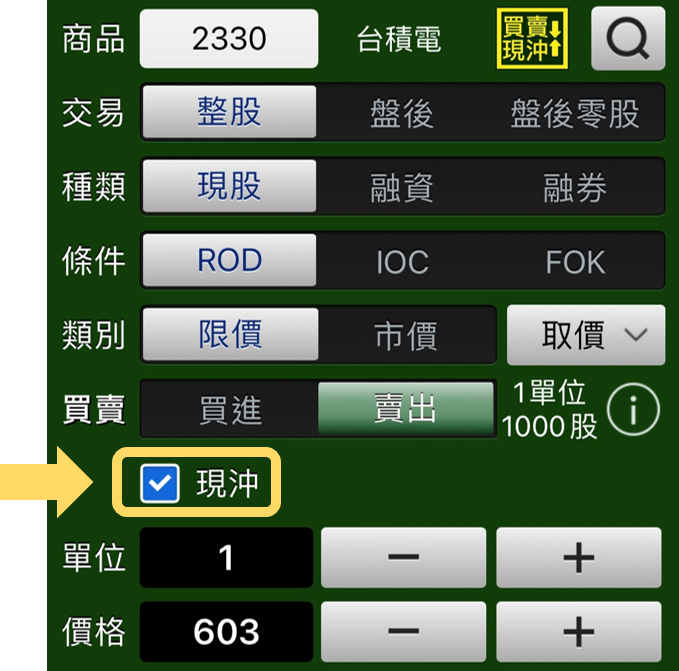 商品 2330 台積電 買賣現沖
交易 整股 盤後 盤後零股
種類 現股 融資 融券
條件 ROD IOC FOK
類別 限價 市價 取價
買賣 買進 賣出 1單位 1000股 i
現沖
單位 1 － ＋
價格 603 － ＋